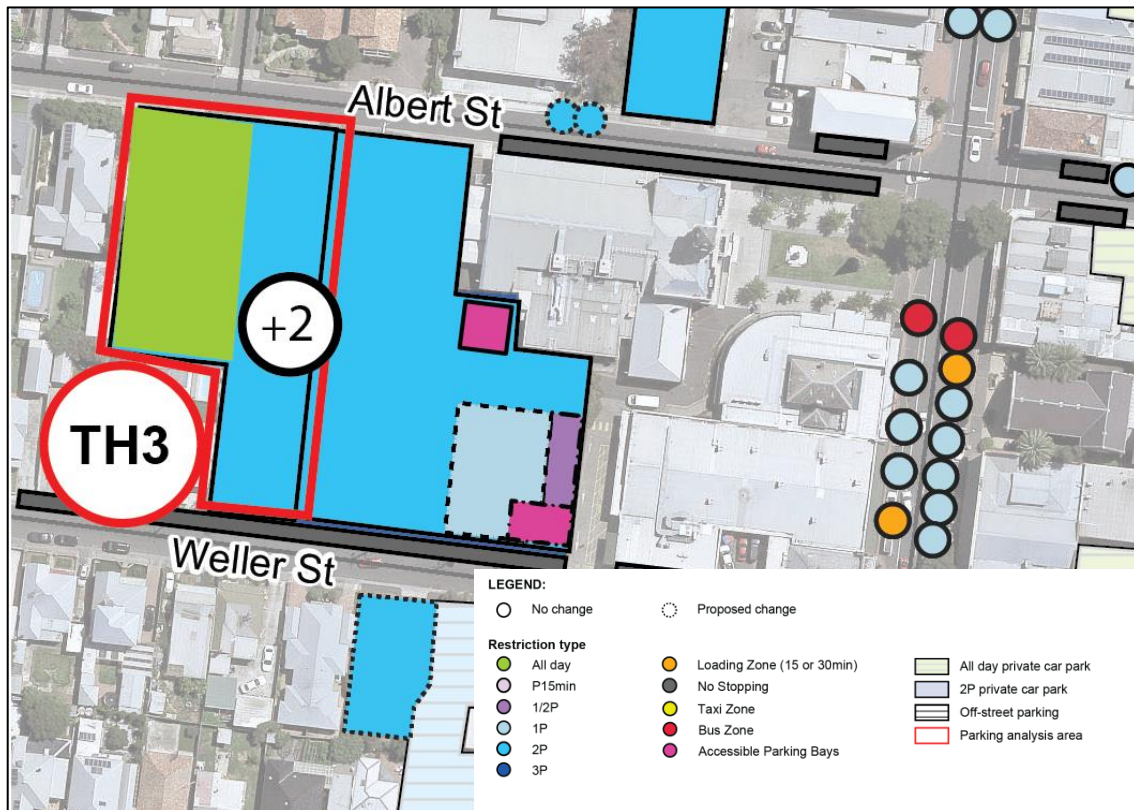 Albert St
+2
TH3
Weller St
LEGEND:
No change
Proposed change
Restriction type
All day
P15min
1/2P
1P
2P
3P
Loading Zone (15 or 30min)
No Stopping
Taxi Zone
Bus Zone
Accessible Parking Bays
All day private car park
2P private car park
Off-street parking
Parking analysis area